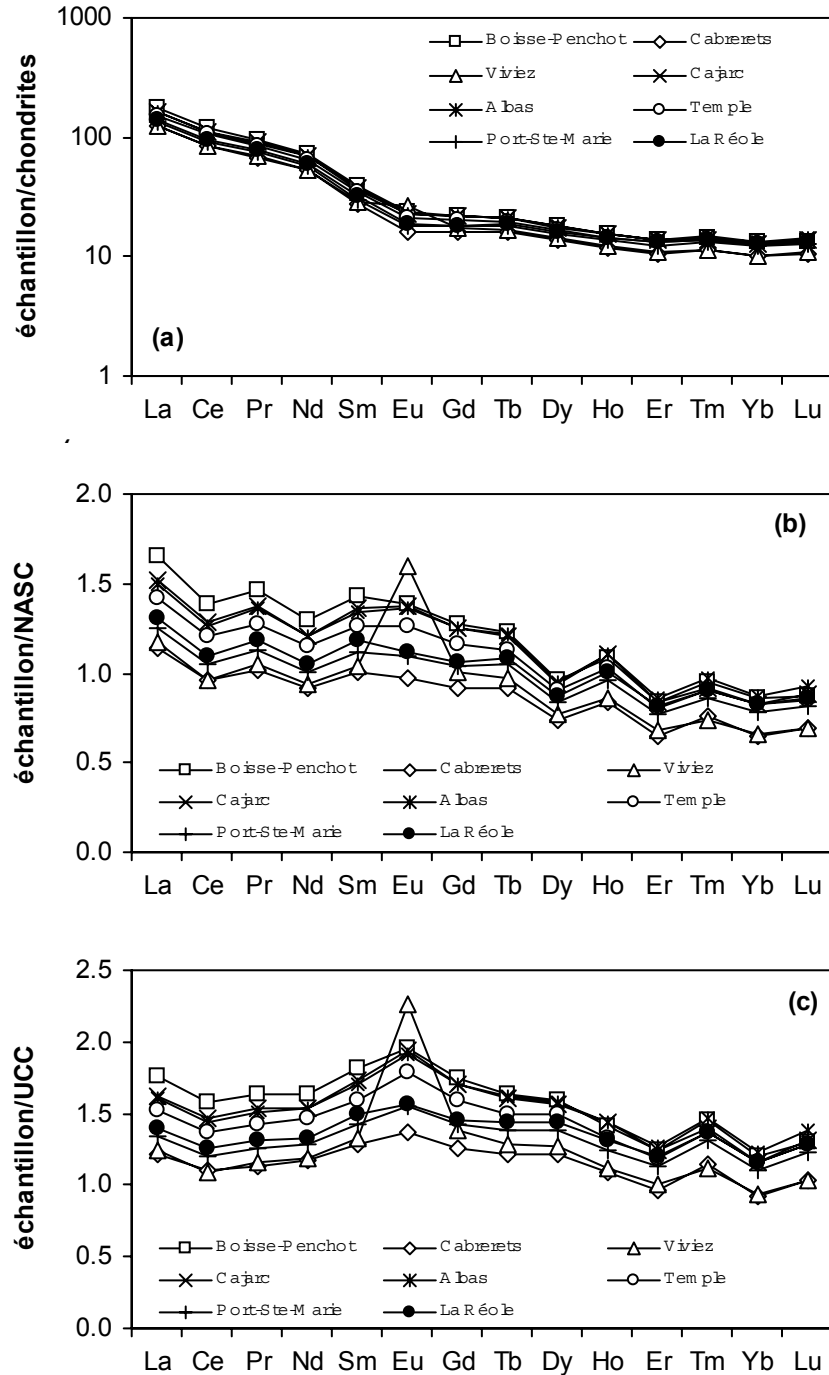 échantillon/chondrites
1000
100
10
1
Boisse-Penchot
Cabrerets
Viviez
Cajarc
Albas
Temple
Port-Ste-Marie
La Réole
(a)
La Ce Pr Nd Sm Eu Gd Tb Dy Ho Er Tm Yb Lu
échantillon/NASC
2.0
1.5
1.0
0.5
0.0
(b)
Boisse-Penchot
Cabrerets
Viviez
Cajarc
Albas
Temple
Port-Ste-Marie
La Réole
La Ce Pr Nd Sm Eu Gd Tb Dy Ho Er Tm Yb Lu
échantillon/UCC
2.5
2.0
1.5
1.0
0.5
0.0
(c)
Boisse-Penchot
Cabrerets
Viviez
Cajarc
Albas
Temple
Port-Ste-Marie
La Réole
La Ce Pr Nd Sm Eu Gd Tb Dy Ho Er Tm Yb Lu